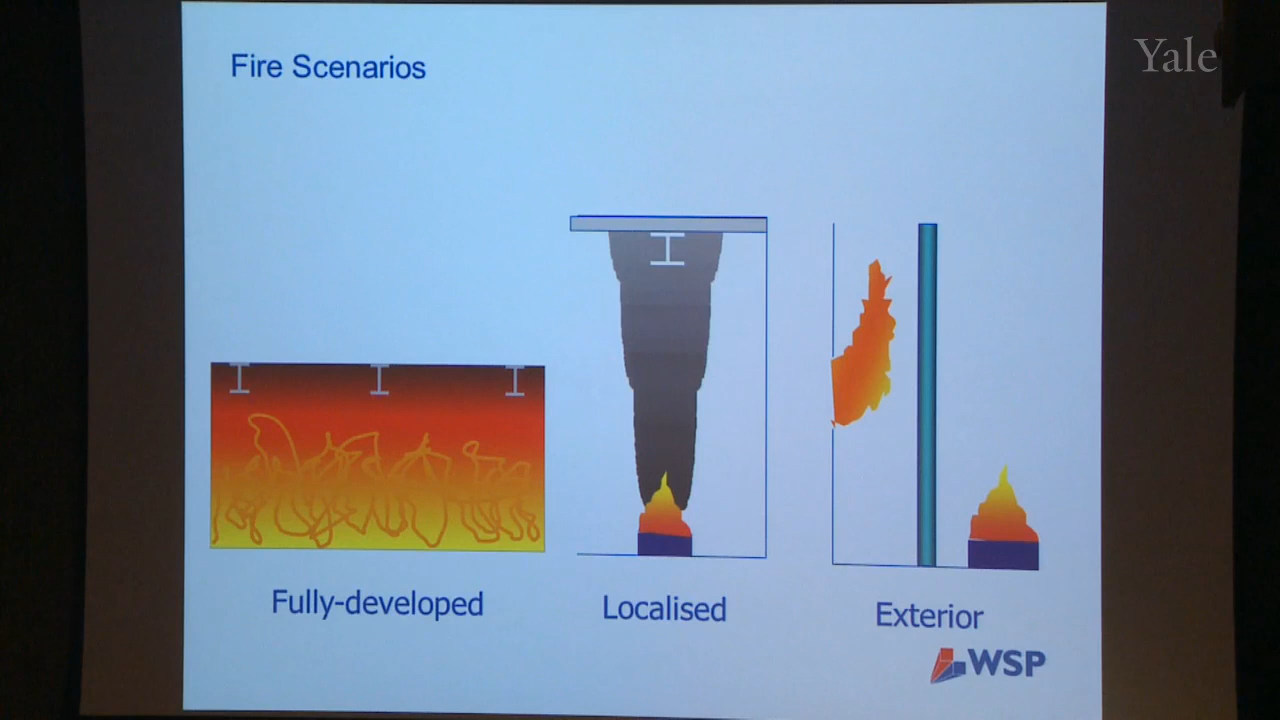 Fire Scenarios
Yale
Fully-developed
Localised
Exterior
WSP